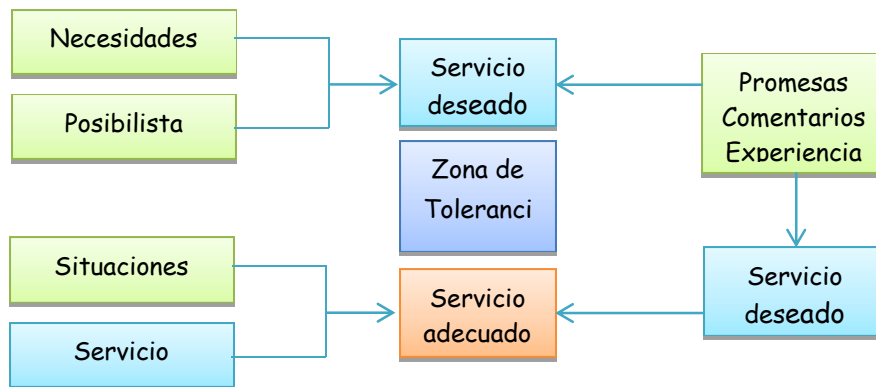 Necesidades
Posibilista
Servicio
deseado
Promesas
Comentarios
Experiencia
Zona de
Toleranci
Situaciones
Servicio
Servicio
adecuado
Servicio
deseado